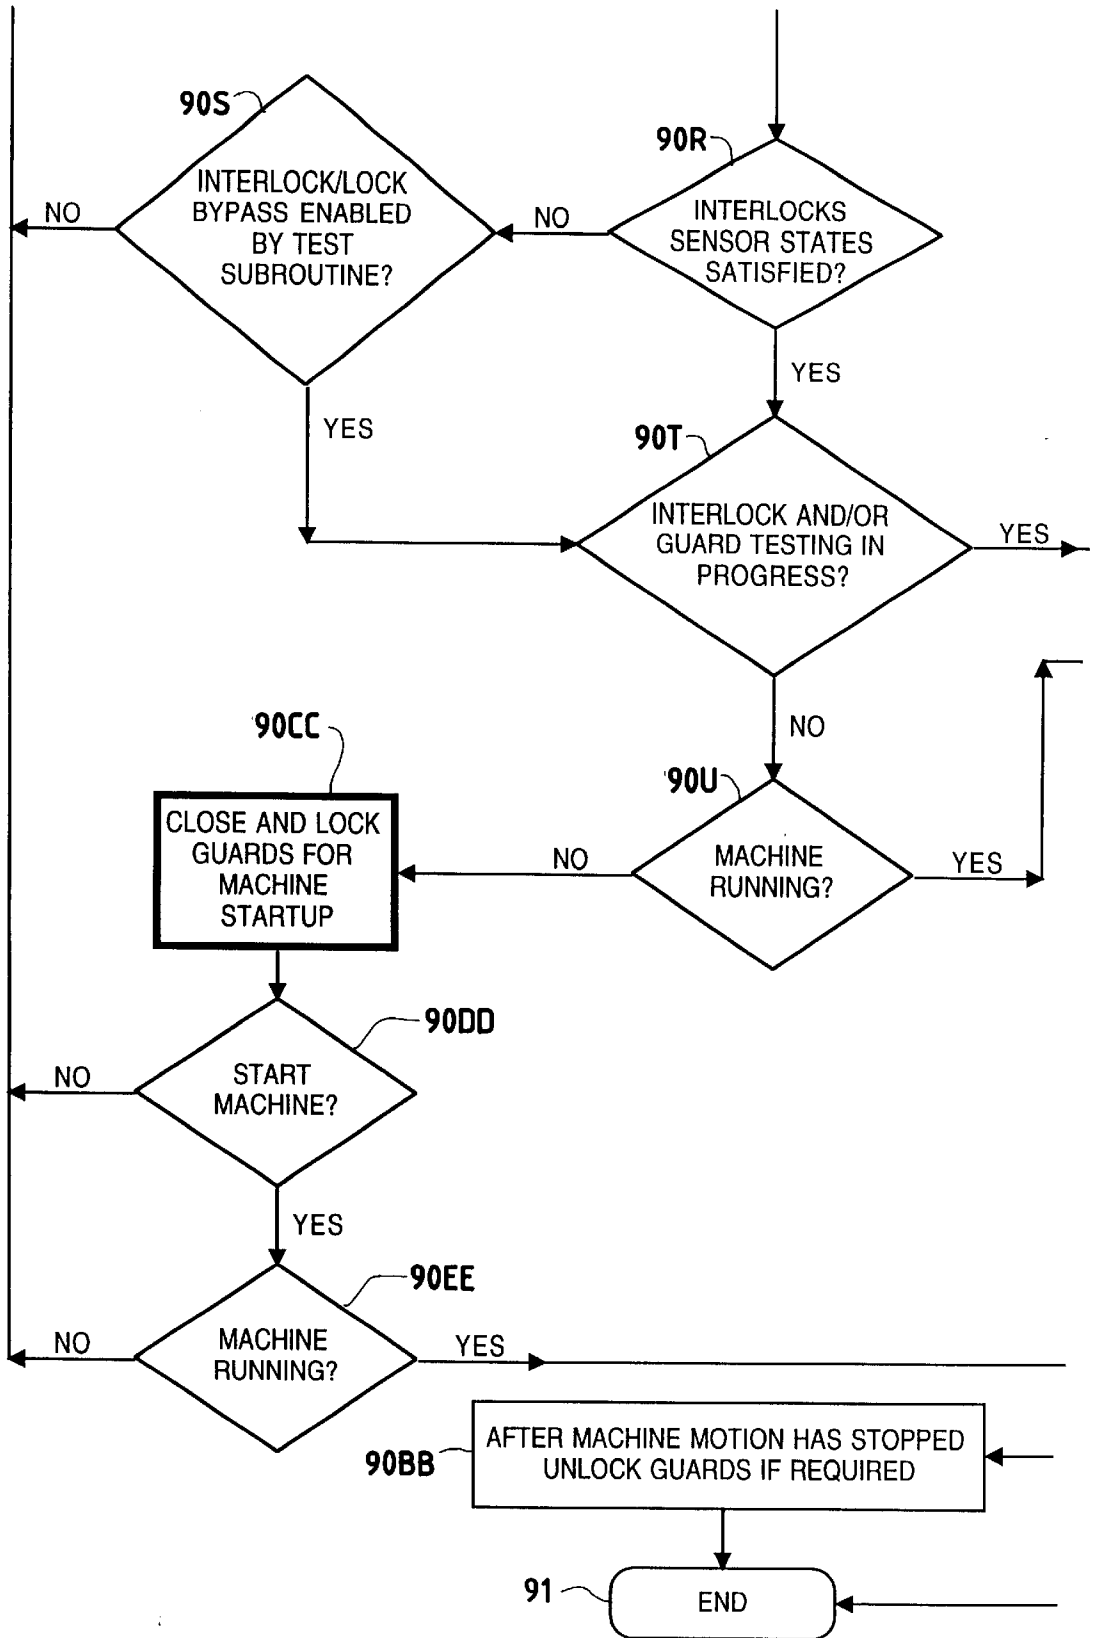 90S
INTERLOCK/LOCK
BYPASS ENABLED
BY TEST
SUBROUTINE?
NO
90R
INTERLOCKS
SENSOR STATES
SATISFIED?
NO
YES
YES
90T
INTERLOCK AND/OR
GUARD TESTING IN
PROGRESS?
YES
NO
90CC
CLOSE AND LOCK
GUARDS FOR
MACHINE
STARTUP
90U
MACHINE
RUNNING?
NO
YES
90DD
START
MACHINE?
NO
YES
90EE
MACHINE
RUNNING?
NO
YES
90BB
AFTER MACHINE MOTION HAS STOPPED
UNLOCK GUARDS IF REQUIRED
91
END